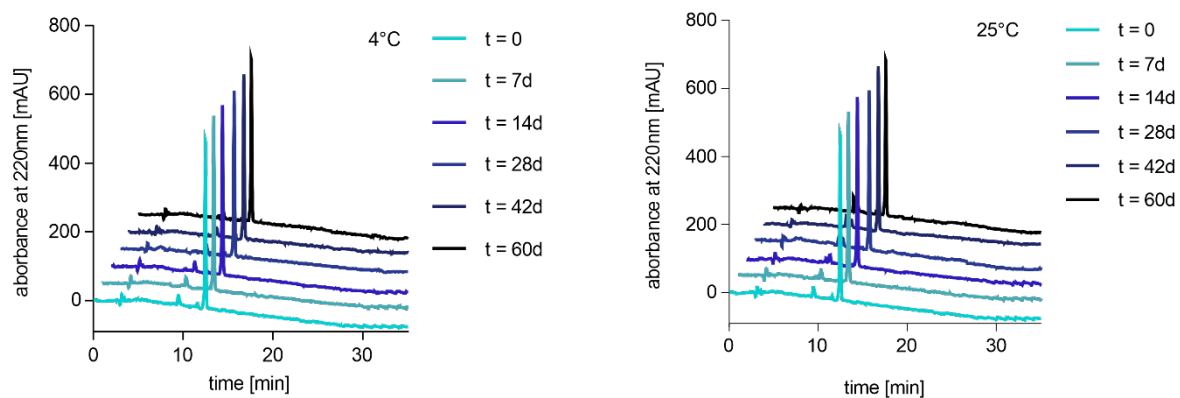 800
600
400
200
0
aborbance at 220nm [mAU]
0
10
20
30
time [min]
4°C
t = 0
t = 7d
t = 14d
t = 28d
t = 42d
t = 60d
800
600
400
200
0
aborbance at 220nm [mAU]
0
10
20
30
time [min]
25°C
t = 0
t = 7d
t = 14d
t = 28d
t = 42d
t = 60d